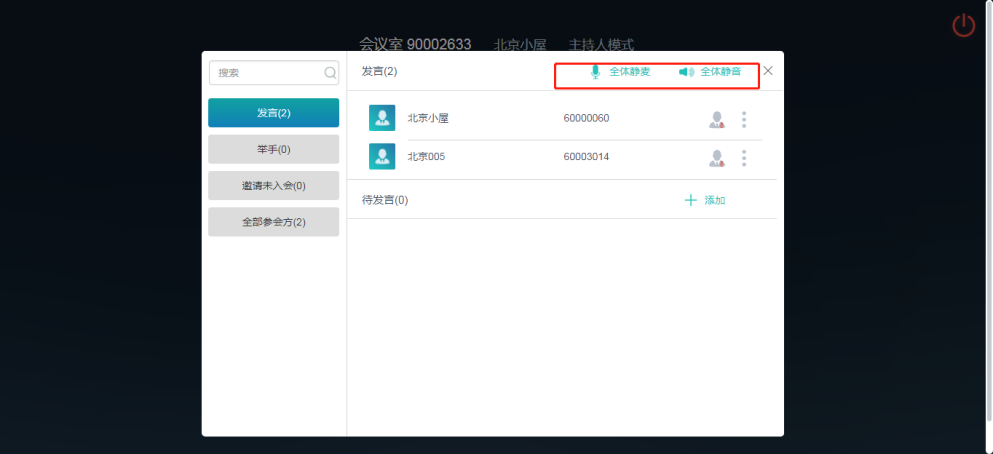 会议室 90002633 北京小屋 主持人模式
搜索
发言(2)
举手(0)
邀请未入会(0)
全部参会方(2)
发言(2) 全体静麦 全体静音
北京小屋 60000060
北京005 60003014
待发言(0) 添加